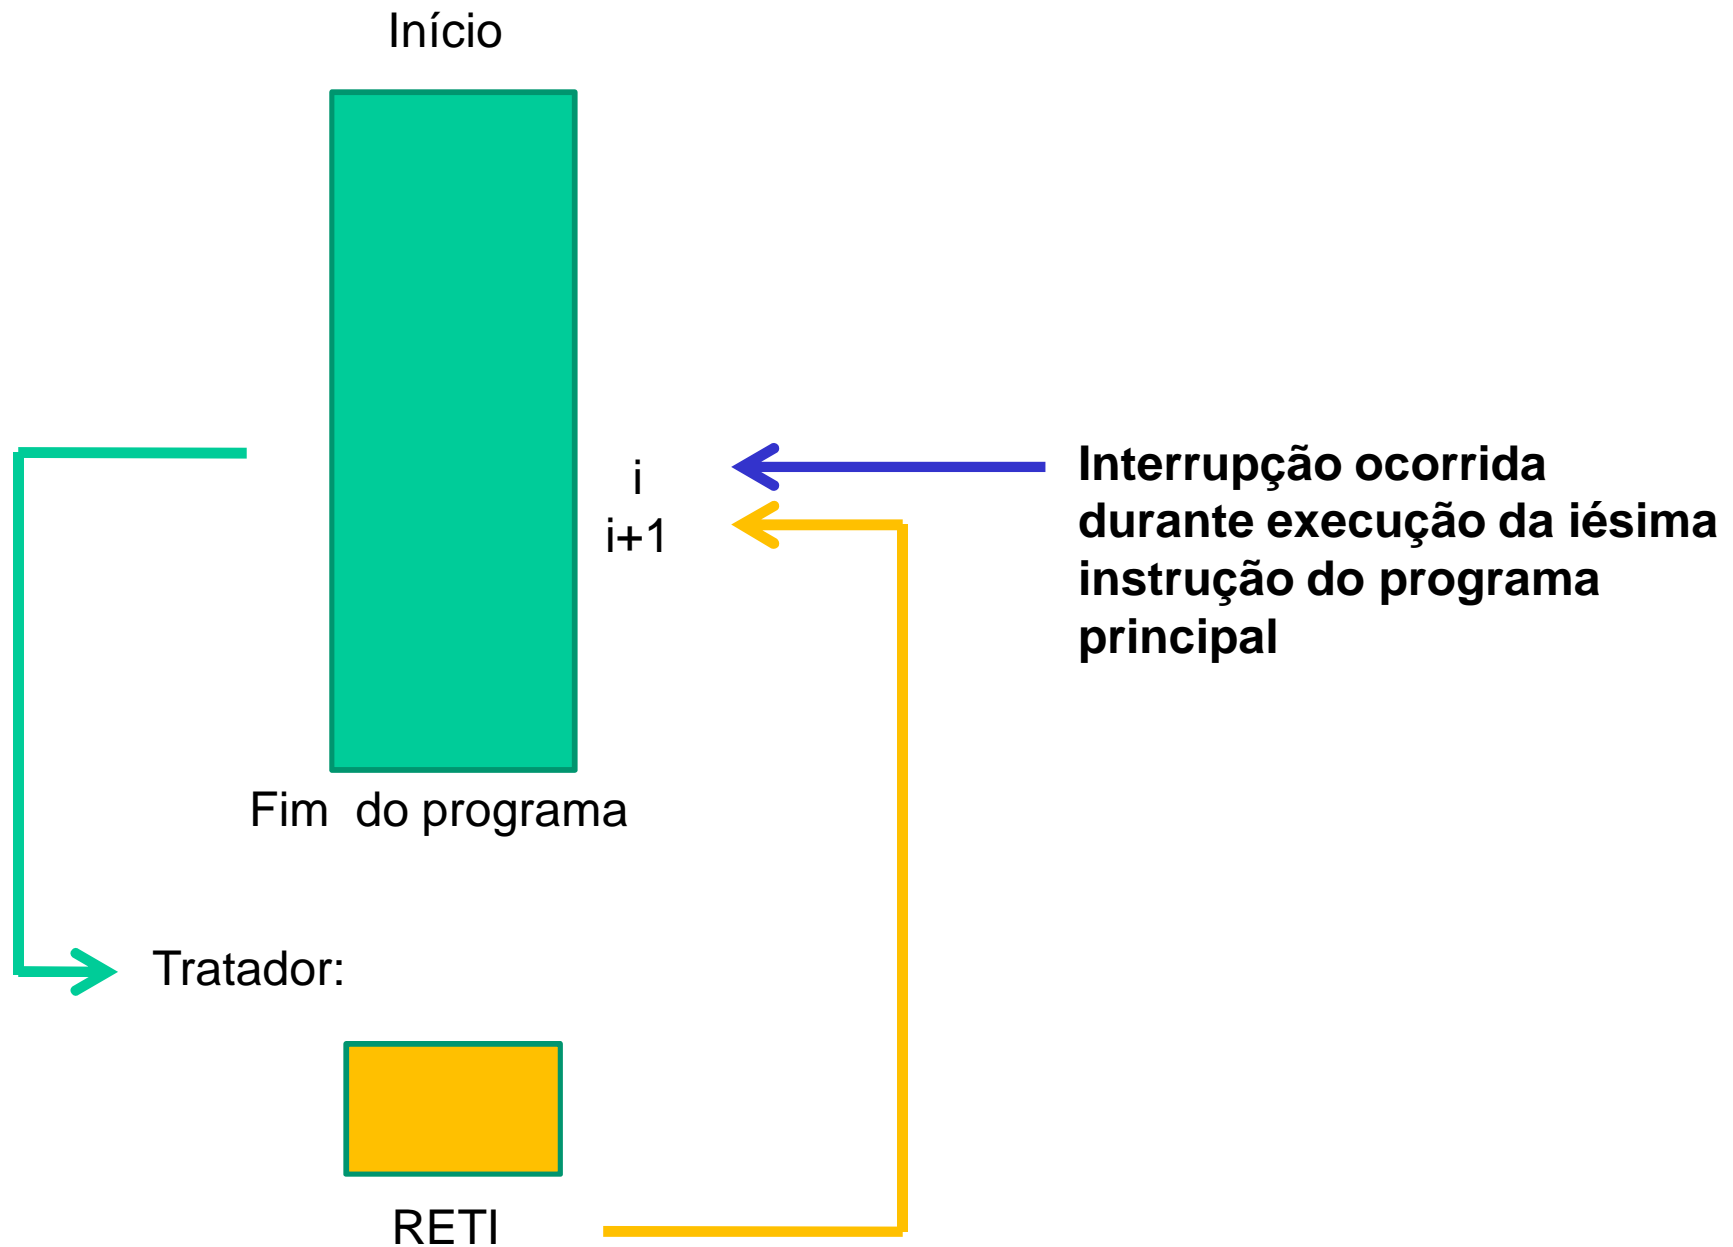 Início
i
i+1
Interrupção ocorrida
durante execução da iésima
instrução do programa
principal
Fim do programa
Tratador:
RETI